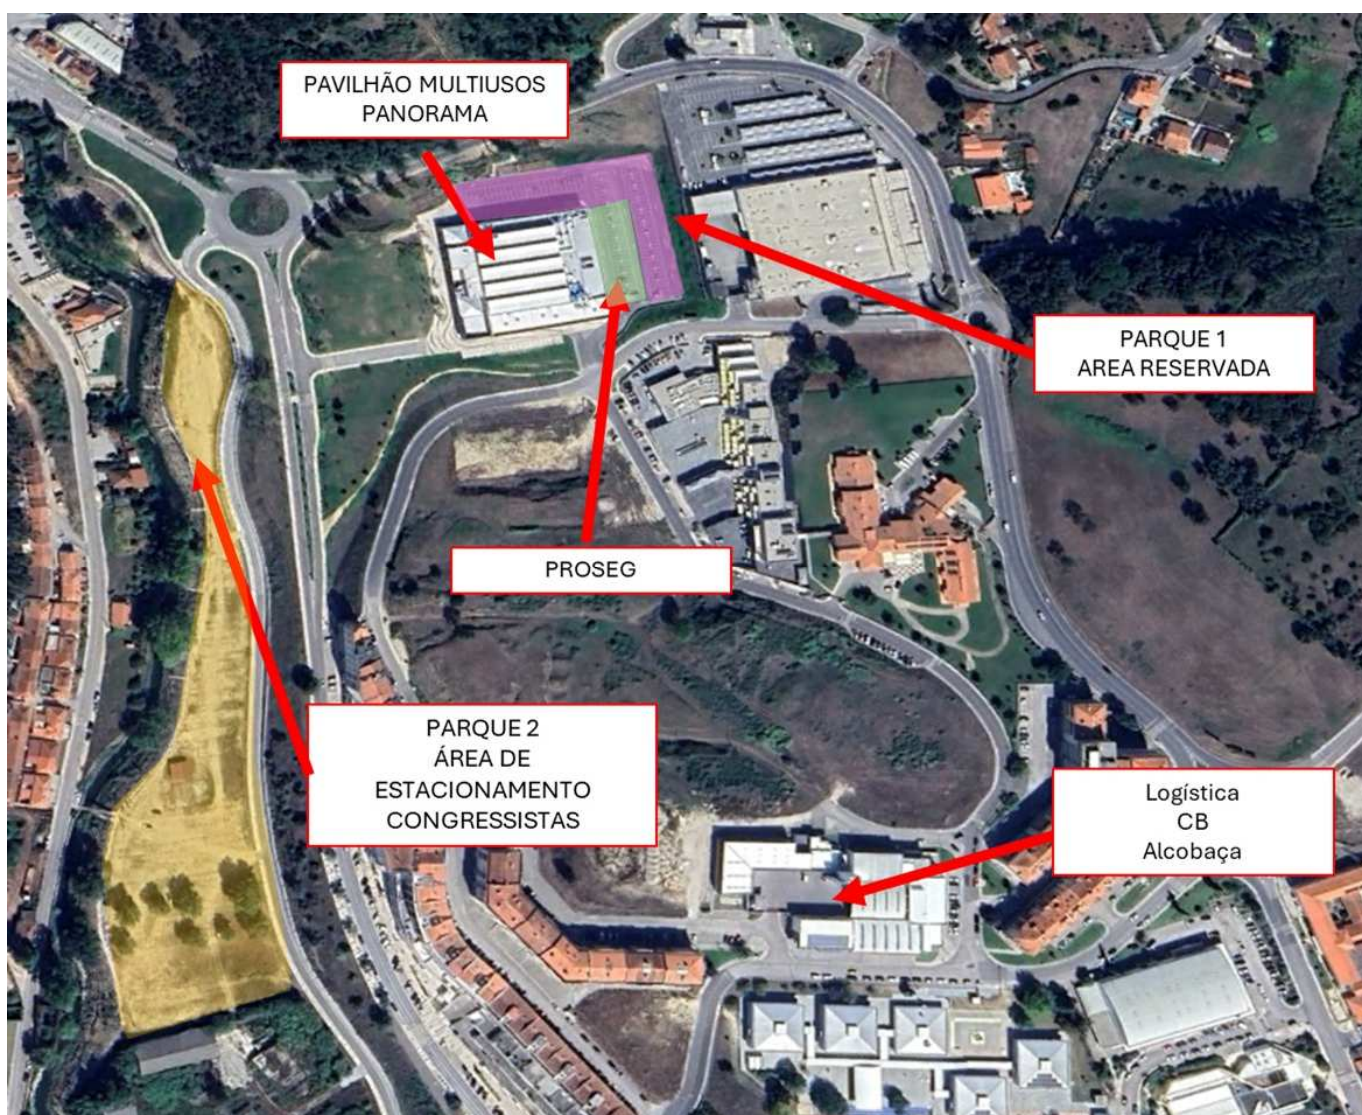 PAVILHÃO MULTIUSOS
PANORAMA
PARQUE 1
AREA RESERVADA
PROSEG
PARQUE 2
ÁREA DE
ESTACIONAMENTO
CONGRESSISTAS
Logística
CB
Alcobaça